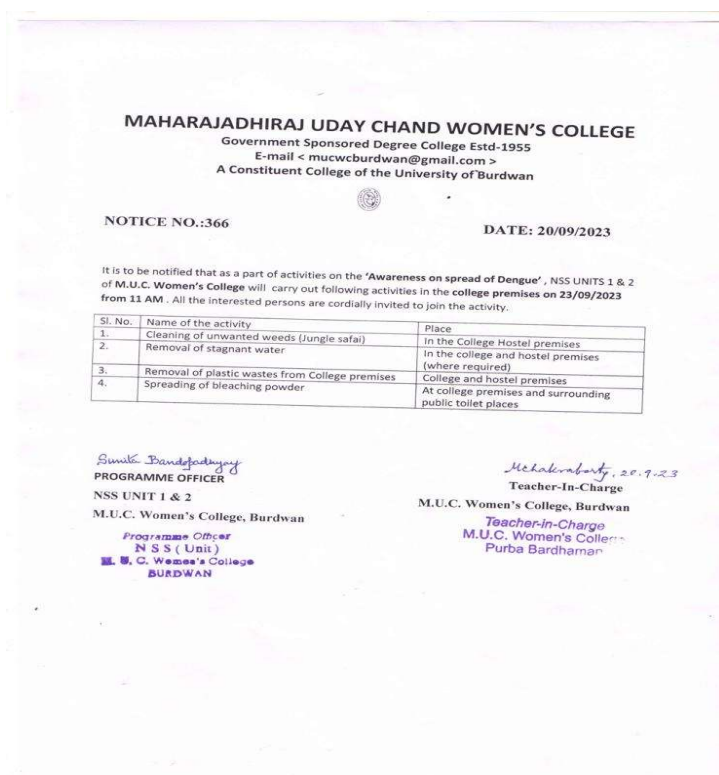 MAHARAJADHIRAJ UDAY CHAND WOMEN'S COLLEGE
Government Sponsored Degree College Estd-1955
E-mail < mucwcburdwan@gmail.com >
A Constituent College of the University of Burdwan
NOTICE NO.:366
DATE: 20/09/2023
It is to be notified that as a part of activities on the 'Awareness on spread of Dengue' , NSS UNITS 1 & 2
of M.U.C. Women's College will carry out following activities in the college premises on 23/09/2023
from 11 AM . All the interested persons are cordially invited to join the activity.
Sl. No. Name of the activity Place
1. Cleaning of unwanted weeds (Jungle safai) In the College Hostel premises
2. Removal of stagnant water In the college and hostel premises
(where required)
3. Removal of plastic wastes from College premises College and hostel premises
4. Spreading of bleaching powder At college premises and surrounding
public toilet places
Sunita Bandopadhyay
PROGRAMME OFFICER
NSS UNIT 1 & 2
M.U.C. Women's College, Burdwan
Programme Officer
N S S ( Unit )
M. U. C. Women's College
BURDWAN
MChakraborty, 20.9.23
Teacher-In-Charge
M.U.C. Women's College, Burdwan
Teacher-in-Charge
M.U.C. Women's College
Purba Bardhaman